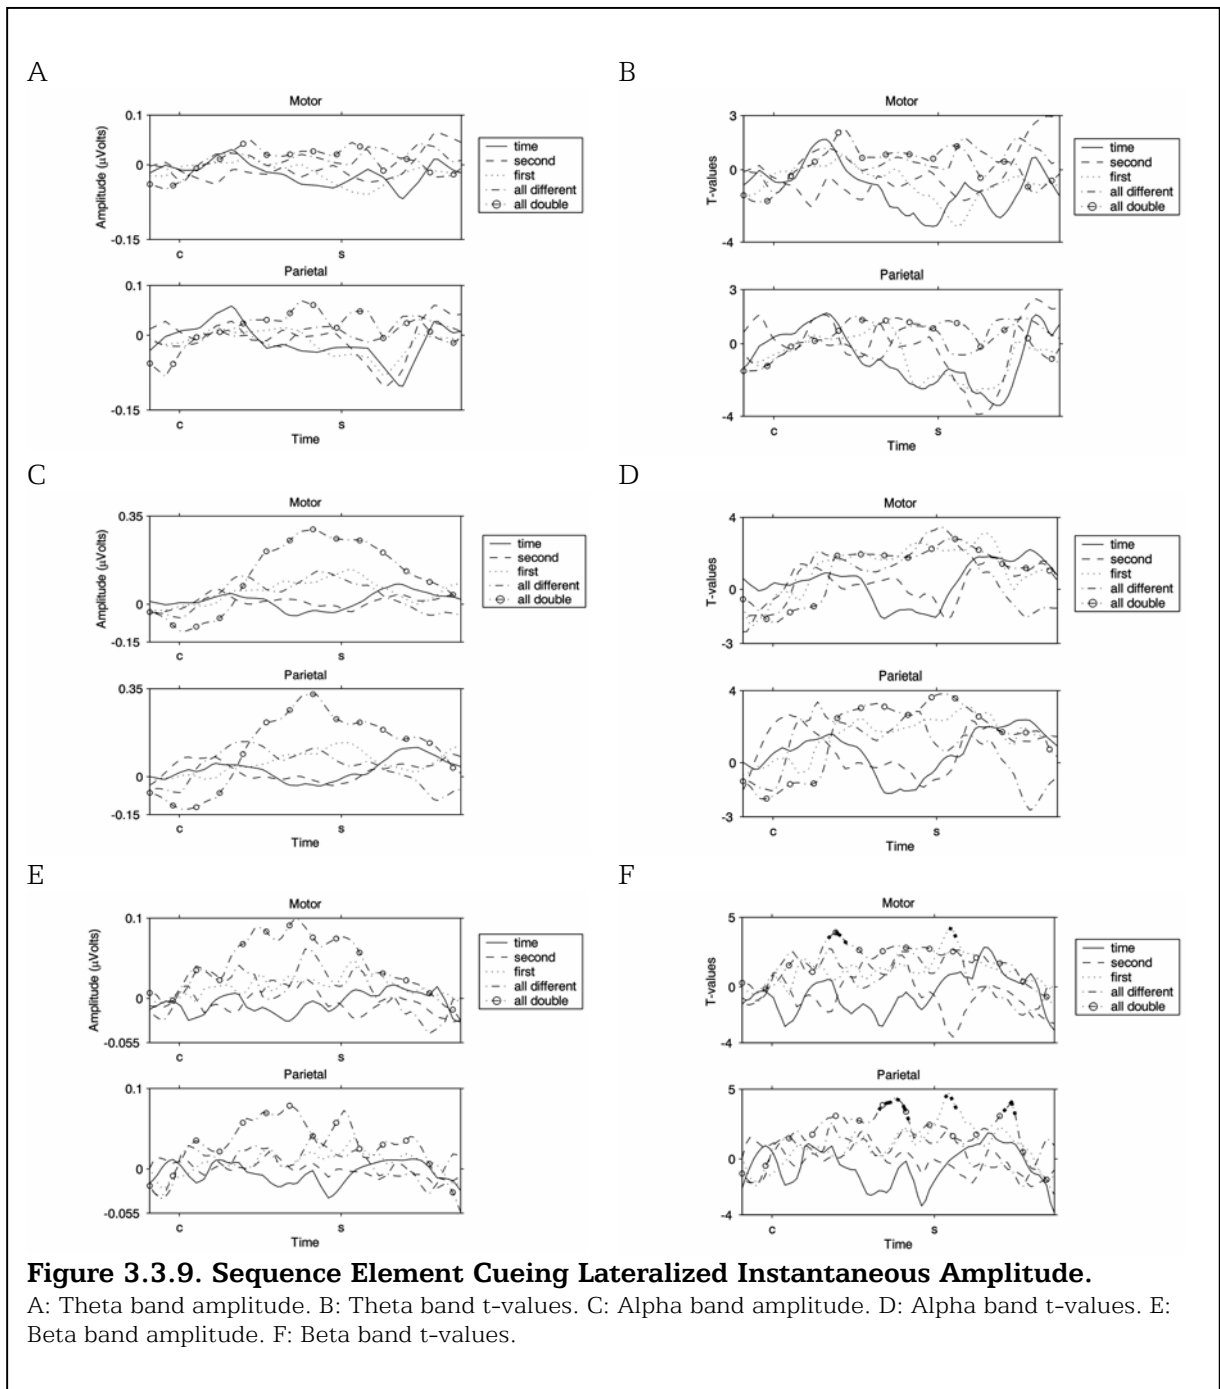 A
Motor
0.1
0
-0.15
Amplitude (μVolts)
c
s
time
second
first
all different
all double
Parietal
0.1
0
-0.15
c
s
Time
B
Motor
3
0
-4
T-values
time
second
first
all different
all double
Parietal
3
0
-4
c
s
Time
C
Motor
0.35
0
-0.15
Amplitude (μVolts)
c
s
time
second
first
all different
all double
Parietal
0.35
0
-0.15
c
s
Time
D
Motor
4
0
-3
T-values
time
second
first
all different
all double
Parietal
4
0
-3
c
s
Time
E
Motor
0.1
0
-0.055
Amplitude (μVolts)
c
s
time
second
first
all different
all double
Parietal
0.1
0
-0.055
c
s
Time
F
Motor
5
0
-4
T-values
time
second
first
all different
all double
Parietal
5
0
-4
c
s
Time
Figure 3.3.9. Sequence Element Cueing Lateralized Instantaneous Amplitude.
A: Theta band amplitude. B: Theta band t-values. C: Alpha band amplitude. D: Alpha band t-values. E:
Beta band amplitude. F: Beta band t-values.